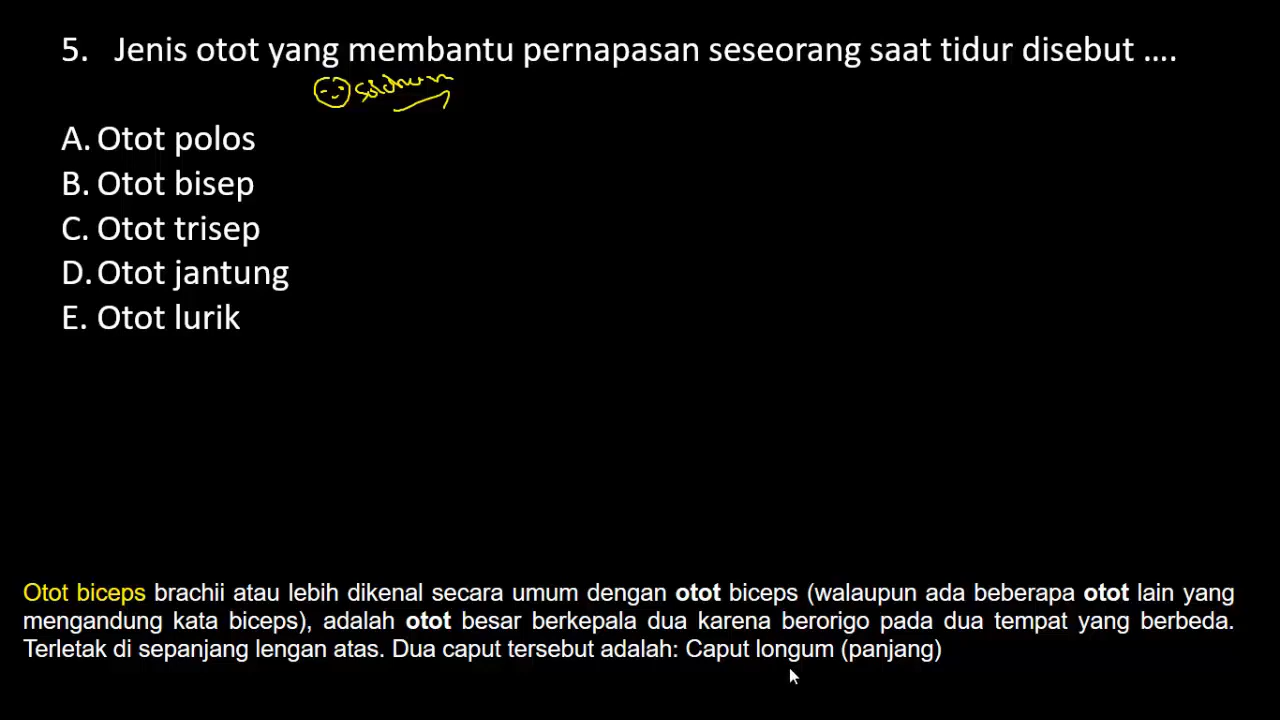 5. Jenis otot yang membantu pernapasan seseorang saat tidur disebut ....
A. Otot polos
B. Otot bisep
C. Otot trisep
D. Otot jantung
E. Otot lurik
Otot biceps brachii atau lebih dikenal secara umum dengan otot biceps (walaupun ada beberapa otot lain yang
mengandung kata biceps), adalah otot besar berkepala dua karena berorigo pada dua tempat yang berbeda.
Terletak di sepanjang lengan atas. Dua caput tersebut adalah: Caput longum (panjang)